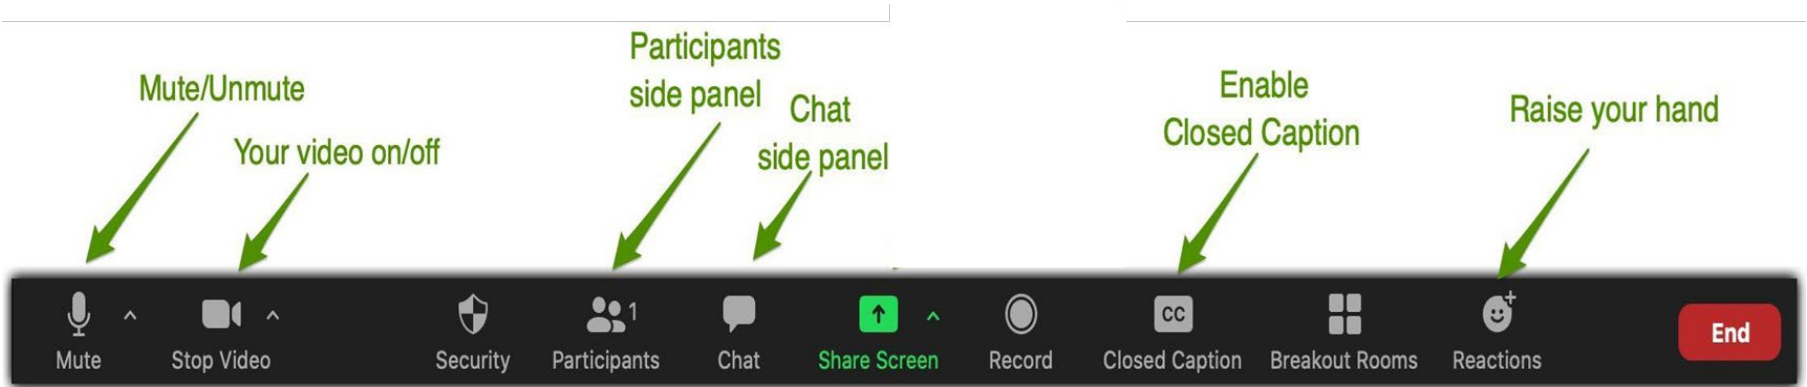 Mute/Unmute
Your video on/off
Participants
side panel
Chat
side panel
Enable
Closed Caption
Raise your hand
1
CC
Mute
Stop Video
Security
Participants
Chat
Share Screen
Record
Closed Caption
Breakout Rooms
Reactions
End